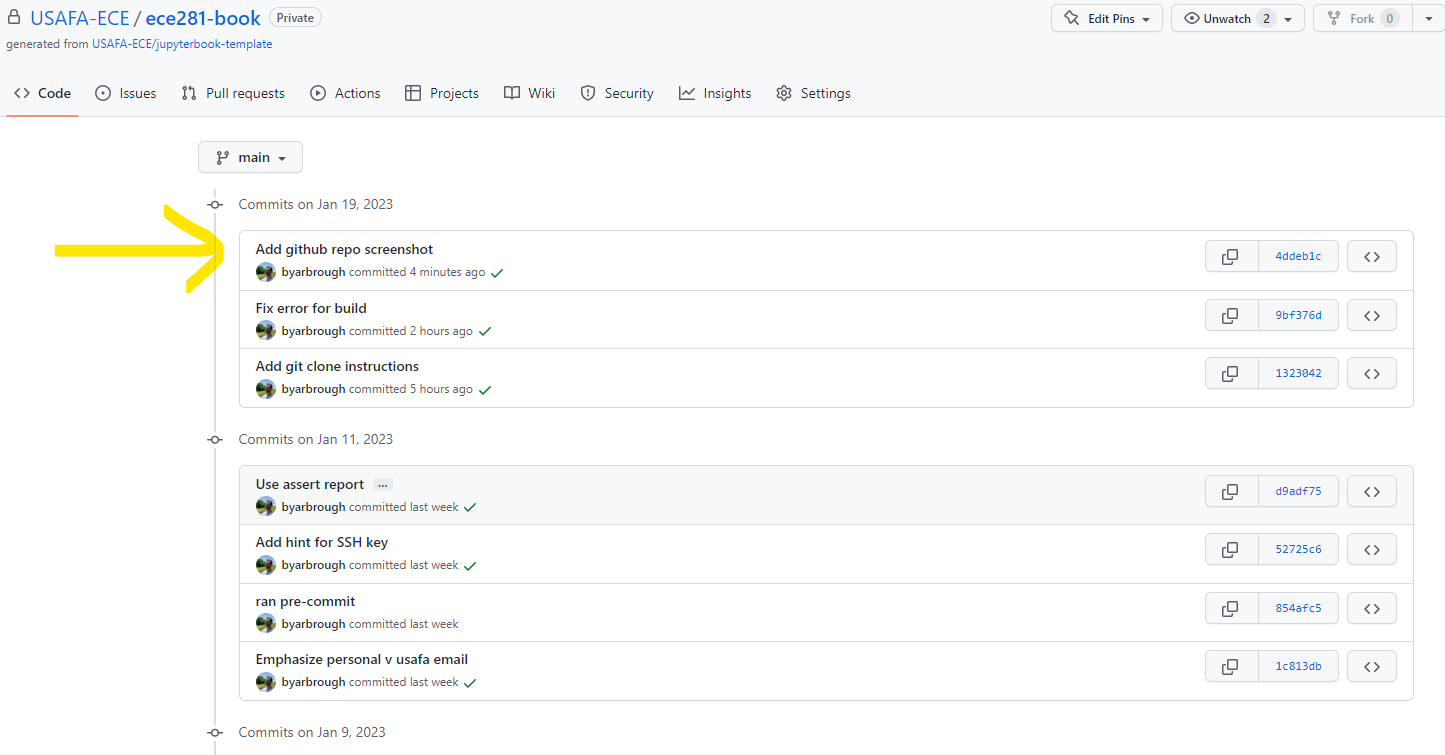 USAFA-ECE / ece281-book Private
Edit Pins Unwatch 2 Fork 0
generated from USAFA-ECE/jupyterbook-template
Code Issues Pull requests Actions Projects Wiki Security Insights Settings
main
Commits on Jan 19, 2023
Add github repo screenshot
byarbrough committed 4 minutes ago
4ddeb1c
Fix error for build
byarbrough committed 2 hours ago
9bf376d
Add git clone instructions
byarbrough committed 5 hours ago
1323042
Commits on Jan 11, 2023
Use assert report ...
byarbrough committed last week
d9adf75
Add hint for SSH key
byarbrough committed last week
52725c6
ran pre-commit
byarbrough committed last week
854afc5
Emphasize personal v usafa email
byarbrough committed last week
1c813db
Commits on Jan 9, 2023